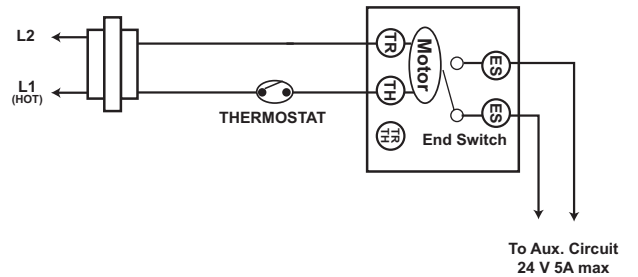 L2
L1
(HOT)
THERMOSTAT
TR
TH
TR
TH
Motor
ES
ES
End Switch
To Aux. Circuit
24 V 5A max